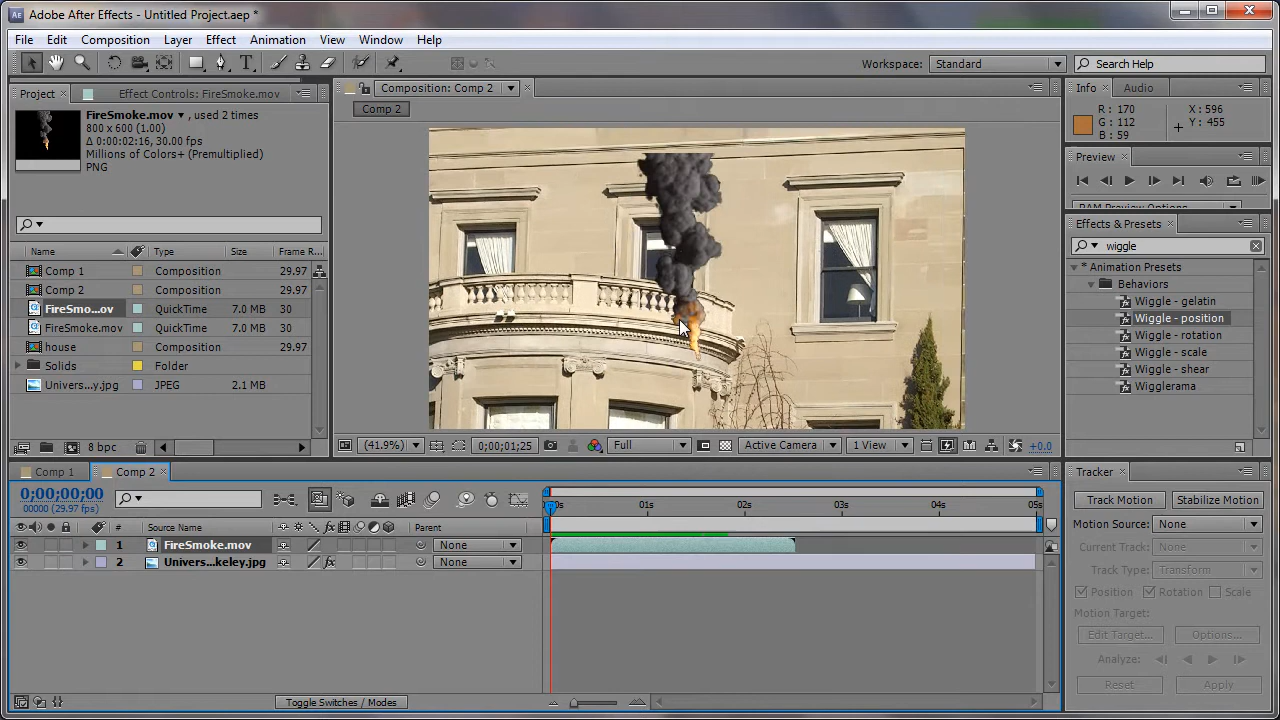 Adobe After Effects - Untitled Project.aep *
File Edit Composition Layer Effect Animation View Window Help
Workspace: Standard Search Help
Project Effect Controls: FireSmoke.mov
FireSmoke.mov ▼, used 2 times
800 x 600 (1.00)
Δ 0:00:02:16, 30.00 fps
Millions of Colors+ (Premultiplied)
PNG
Name Type Size Frame R...
Comp 1 Composition 29.97
Comp 2 Composition 29.97
FireSmo...ov QuickTime 7.0 MB 30
FireSmoke.mov QuickTime 7.0 MB 30
house Composition 29.97
Solids Folder
Univers...y.jpg JPEG 2.1 MB
8 bpc
Composition: Comp 2
Comp 2
(41.9%) 0;00;01;25 Full Active Camera 1 View +0.0
Info Audio
R : 170
G : 112
B : 59
X : 596
Y : 455
Preview
RAM Preview Options
Effects & Presets
wiggle
* Animation Presets
Behaviors
Wiggle - gelatin
Wiggle - position
Wiggle - rotation
Wiggle - scale
Wiggle - shear
Wigglerama
Comp 1 Comp 2
0;00;00;00
00000 (29.97 fps)
# Source Name Parent
1 FireSmoke.mov None
2 Univers...keley.jpg None
0s 01s 02s 03s 04s 05s
Toggle Switches / Modes
Tracker
Track Motion Stabilize Motion
Motion Source: None
Current Track: None
Track Type: Transform
Position Rotation Scale
Motion Target:
Edit Target... Options...
Analyze:
Reset Apply